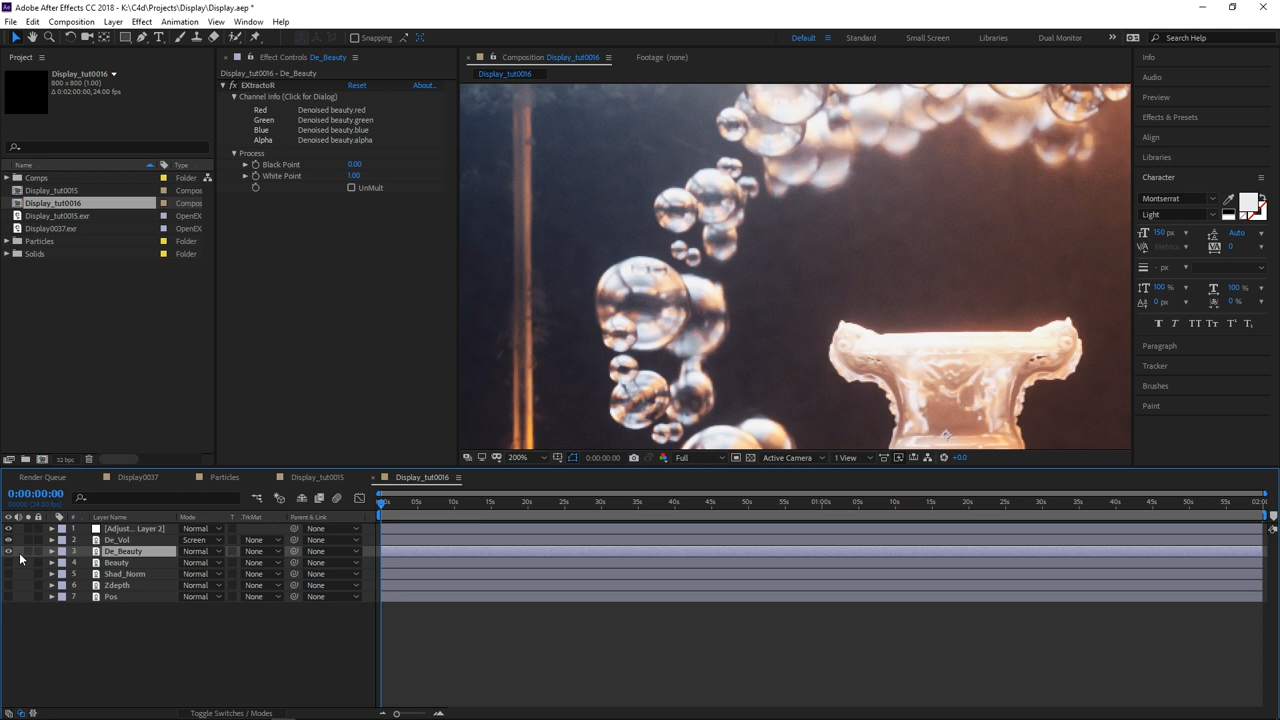 Adobe After Effects CC 2018 - K:\C4d\Projects\Display\Display.aep *
File Edit Composition Layer Effect Animation View Window Help
Snapping
Default Standard Small Screen Libraries Dual Monitor Search Help
Project
Display_tut0016
800 x 800 (1.00)
Δ 0:02:00:00, 24.00 fps
Name Type
Comps Folder
Display_tut0015 Compos
Display_tut0016 Compos
Display_tut0015.exr OpenEX
Display0037.exr OpenEX
Particles Folder
Solids Folder
32 bpc
Effect Controls De_Beauty
Display_tut0016 • De_Beauty
fx EXtractoR Reset About...
Channel Info (Click for Dialog)
Red Denoised beauty.red
Green Denoised beauty.green
Blue Denoised beauty.blue
Alpha Denoised beauty.alpha
Process
Black Point 0.00
White Point 1.00
UnMult
Composition Display_tut0016
Footage (none)
Display_tut0016
200% 0:00:00:00 Full Active Camera 1 View +0.0
Info
Audio
Preview
Effects & Presets
Align
Libraries
Character
Montserrat
Light
150 px Auto
Metrics 0
- px
100 % 100 %
0 px 0 %
T T TT Tr T¹ T₁
Paragraph
Tracker
Brushes
Paint
Render Queue Display0037 Particles Display_tut0015 Display_tut0016
0:00:00:00
00000 (24.00 fps)
05s 10s 15s 20s 25s 30s 35s 40s 45s 50s 55s 01:00s 05s 10s 15s 20s 25s 30s 35s 40s 45s 50s 55s
# Layer Name Mode T .TrkMat Parent & Link
1 [Adjust... Layer 2] Normal None
2 De_Vol Screen None None
3 De_Beauty Normal None None
4 Beauty Normal None None
5 Shad_Norm Normal None None
6 Zdepth Normal None None
7 Pos Normal None None
Toggle Switches / Modes